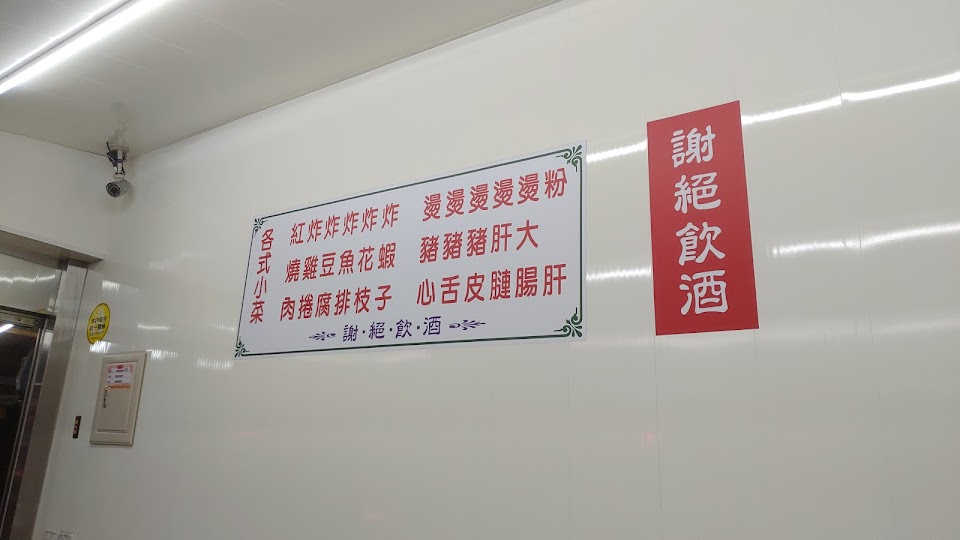 各式小菜
紅燒肉
炸雞捲
炸豆腐
炸魚排
炸花枝
炸蝦子
燙豬心
燙豬舌
燙豬皮
燙肝
燙大腸
粉肝
謝·絕·飲·酒
謝絕飲酒